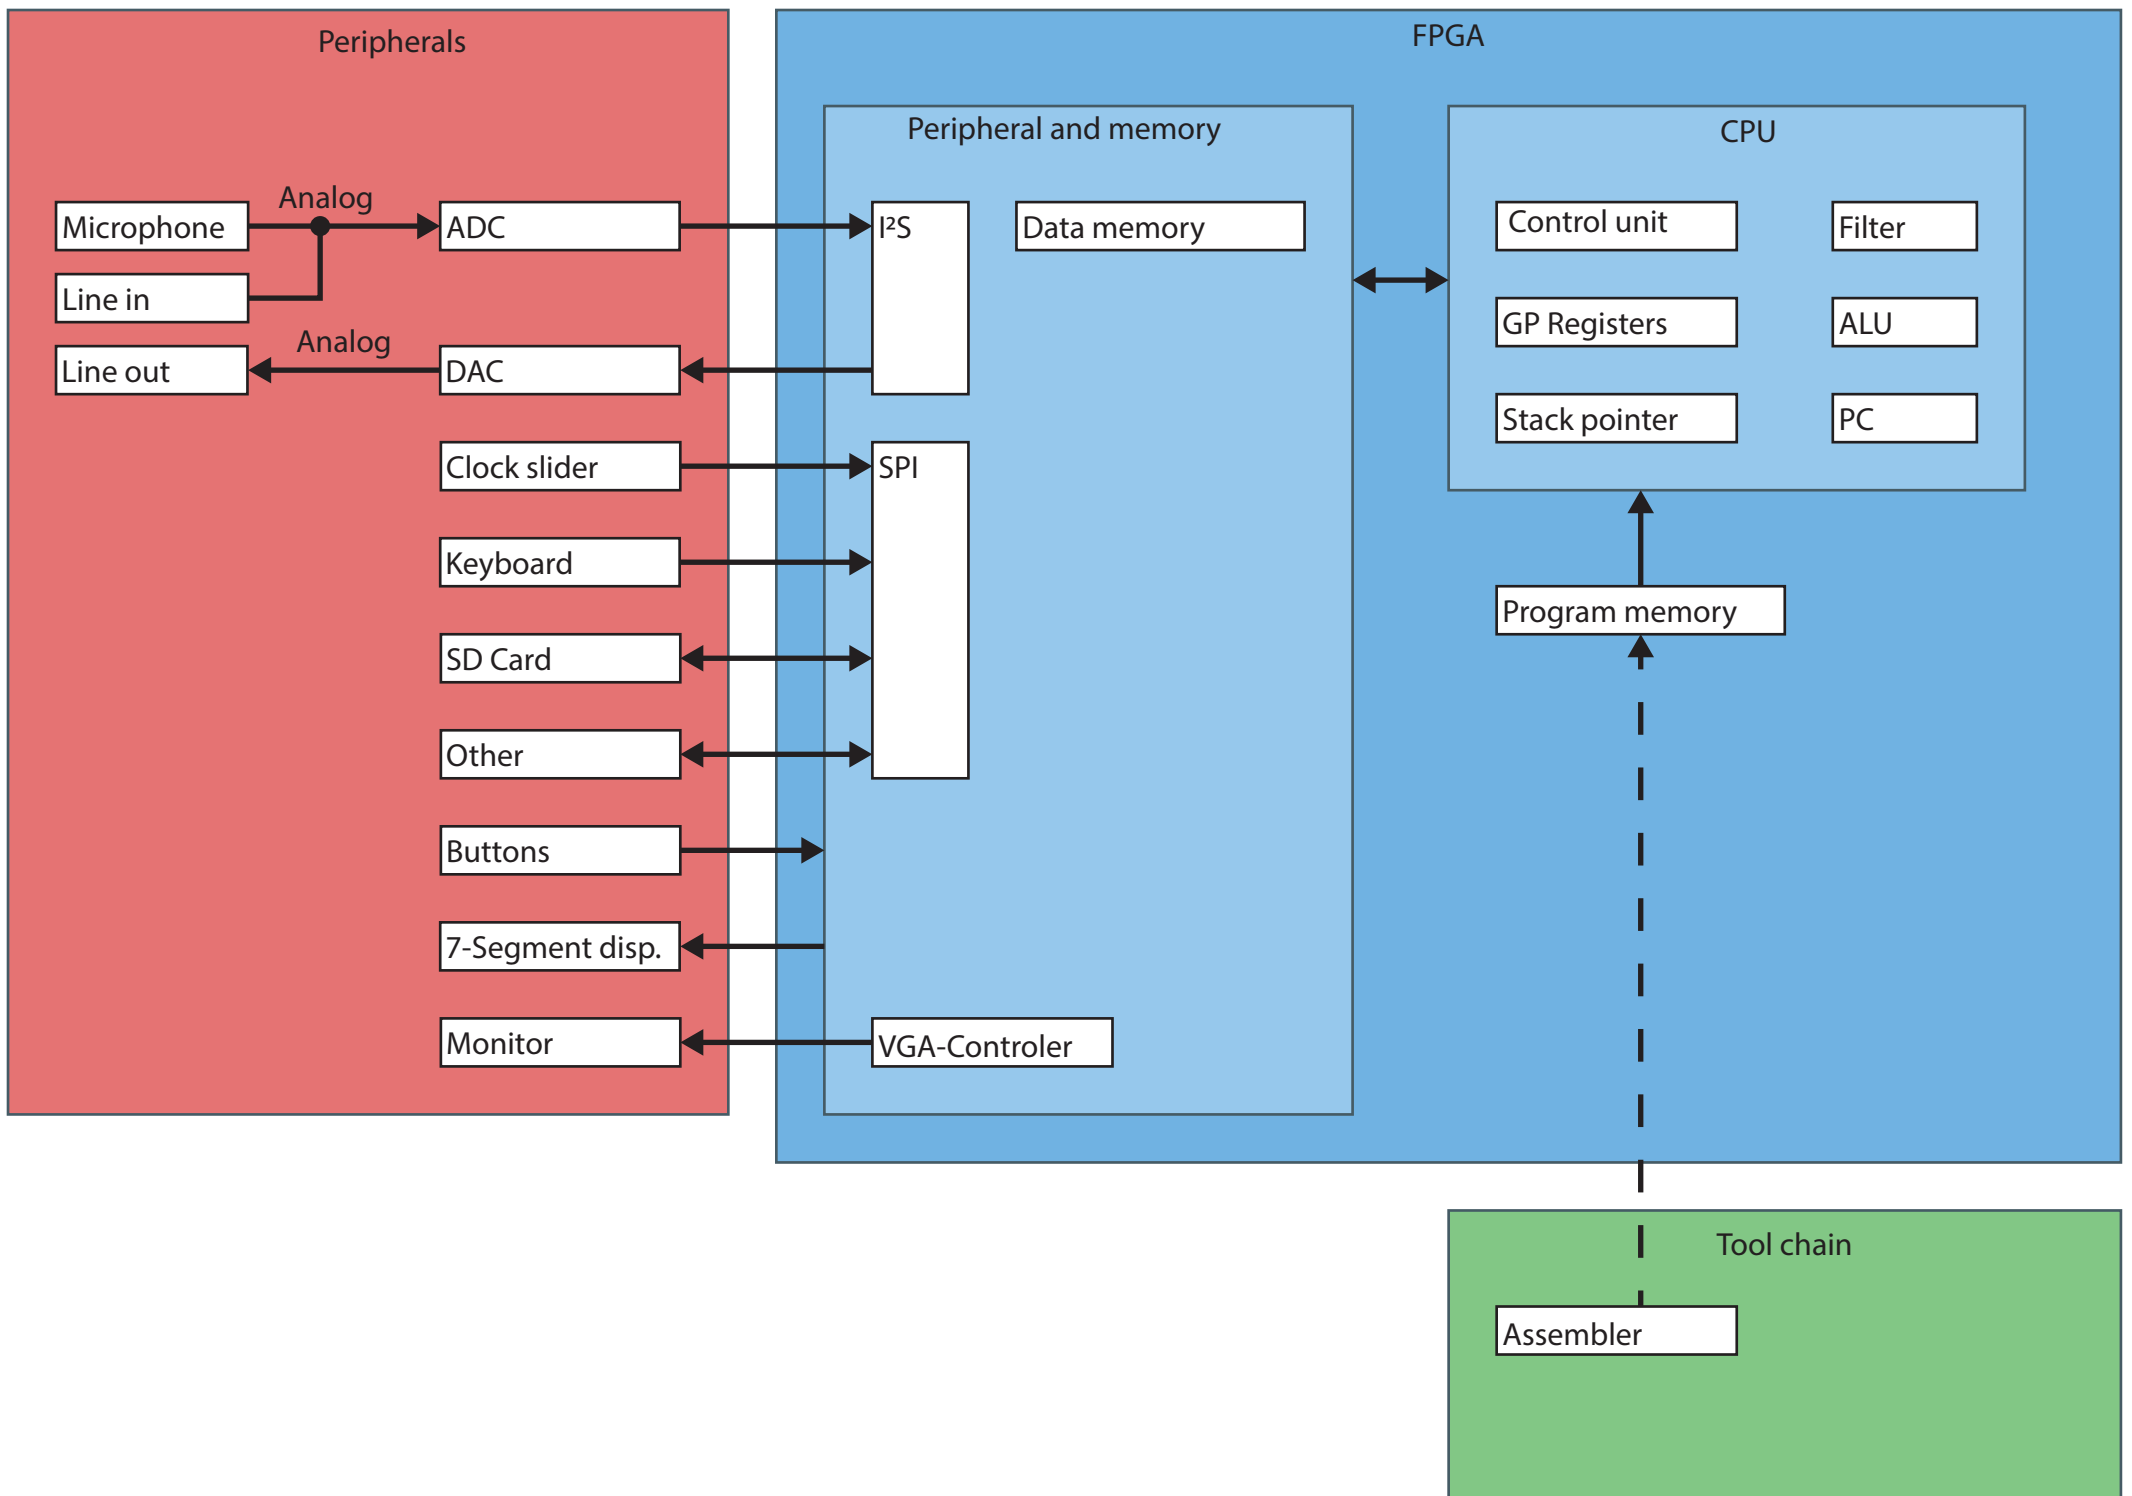 Peripherals
Microphone
Analog
ADC
Line in
Line out
Analog
DAC
Clock slider
Keyboard
SD Card
Other
Buttons
7-Segment disp.
Monitor
FPGA
Peripheral and memory
I²S
Data memory
SPI
VGA-Controler
CPU
Control unit
Filter
GP Registers
ALU
Stack pointer
PC
Program memory
Tool chain
Assembler